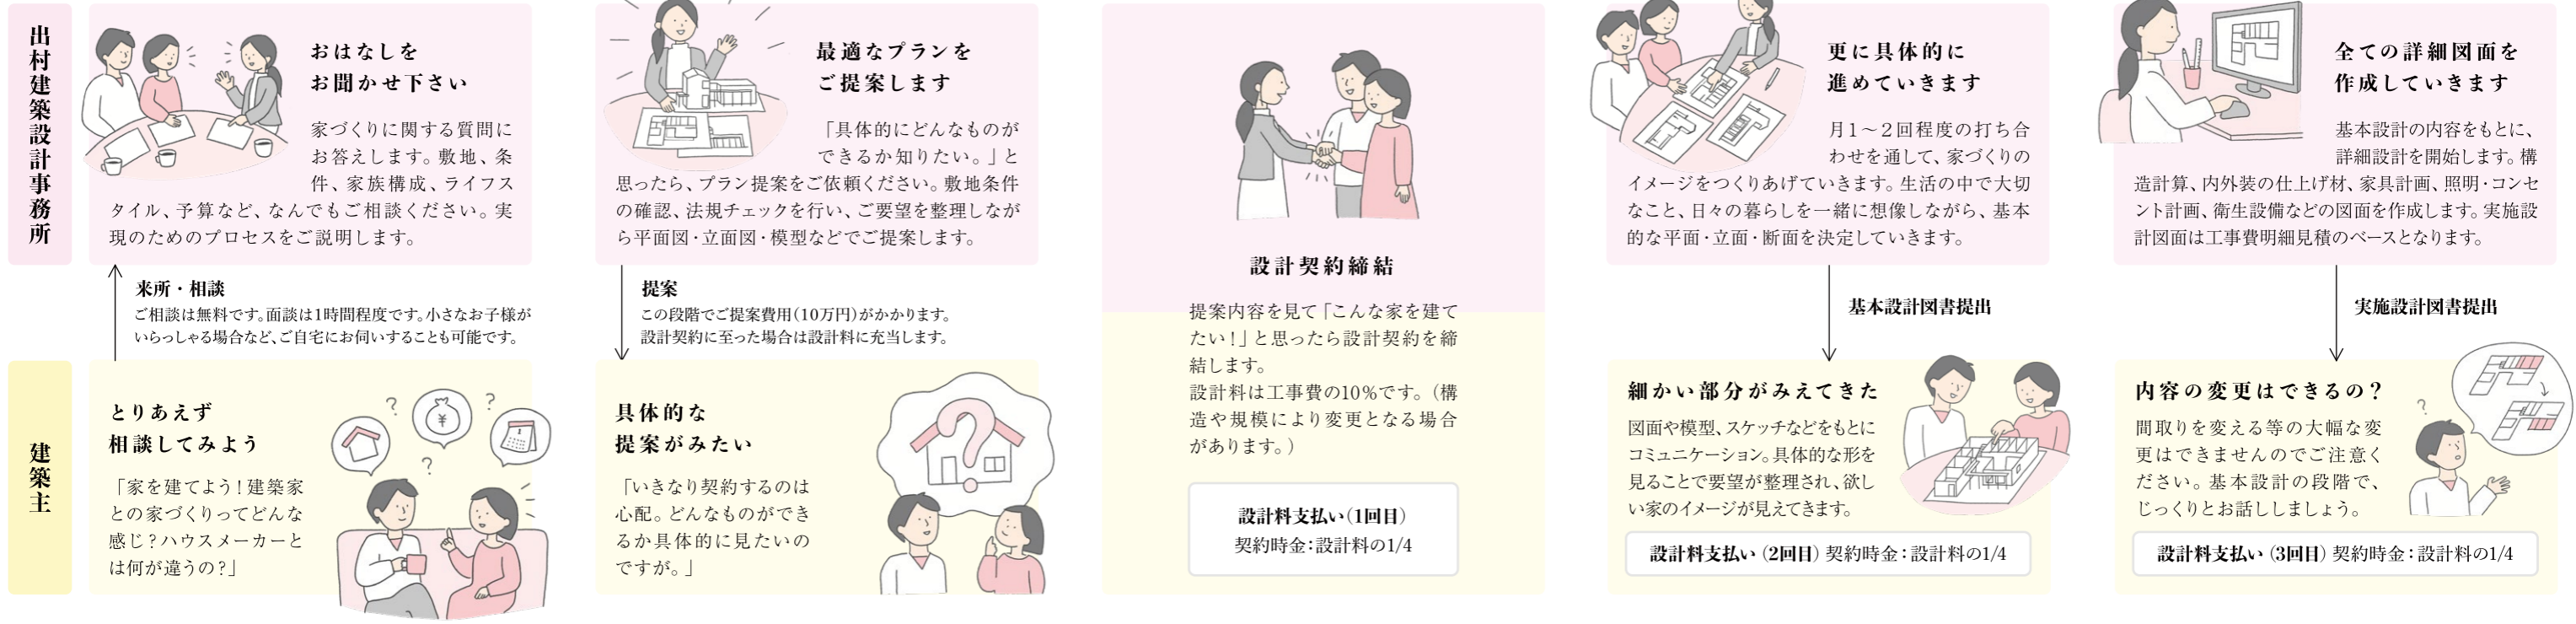 出村建築設計事務所
おはなしを
お聞かせ下さい
家づくりに関する質問に
お答えします。敷地、条
件、家族構成、ライフス
タイル、予算など、なんでもご相談ください。実
現のためのプロセスをご説明します。
来所・相談
ご相談は無料です。面談は1時間程度です。小さなお子様が
いらっしゃる場合など、ご自宅にお伺いすることも可能です。
建築主
とりあえず
相談してみよう
「家を建てよう！建築家
との家づくりってどんな
感じ？ハウスメーカーと
は何が違うの？」
?
?
?
¥
1
最適なプランを
ご提案します
「具体的にどんなものが
できるか知りたい。」と
思ったら、プラン提案をご依頼ください。敷地条件
の確認、法規チェックを行い、ご要望を整理しなが
ら平面図・立面図・模型などでご提案します。
提案
この段階でご提案費用（10万円）がかかります。
設計契約に至った場合は設計料に充当します。
具体的な
提案がみたい
「いきなり契約するのは
心配。どんなものができ
るか具体的に見たいの
ですが。」
?
設計契約締結
提案内容を見て「こんな家を建て
たい！」と思ったら設計契約を締
結します。
設計料は工事費の10％です。（構
造や規模により変更となる場合
があります。）
設計料支払い（1回目）
契約時金：設計料の1/4
更に具体的に
進めていきます
月１〜２回程度の打ち合
わせを通して、家づくりの
イメージをつくりあげていきます。生活の中で大切
なこと、日々の暮らしを一緒に想像しながら、基本
的な平面・立面・断面を決定していきます。
基本設計図書提出
細かい部分がみえてきた
図面や模型、スケッチなどをもとに
コミュニケーション。具体的な形を
見ることで要望が整理され、欲し
い家のイメージが見えてきます。
設計料支払い（2回目）契約時金：設計料の1/4
全ての詳細図面を
作成していきます
基本設計の内容をもとに、
詳細設計を開始します。構
造計算、内外装の仕上げ材、家具計画、照明・コンセ
ント計画、衛生設備などの図面を作成します。実施設
計図面は工事費明細見積のベースとなります。
実施設計図書提出
内容の変更はできるの？
間取りを変える等の大幅な変
更はできませんのでご注意く
ださい。基本設計の段階で、
じっくりとお話ししましょう。
?
設計料支払い（3回目）契約時金：設計料の1/4